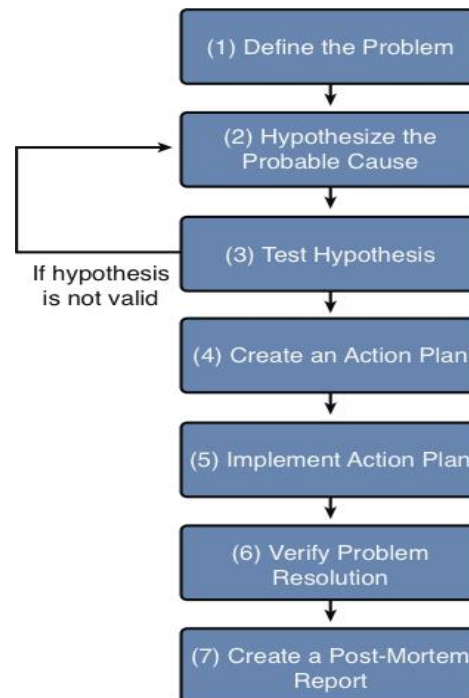 (1) Define the Problem
(2) Hypothesize the
Probable Cause
(3) Test Hypothesis
If hypothesis
is not valid
(4) Create an Action Plan
(5) Implement Action Plan
(6) Verify Problem
Resolution
(7) Create a Post-Mortem
Report